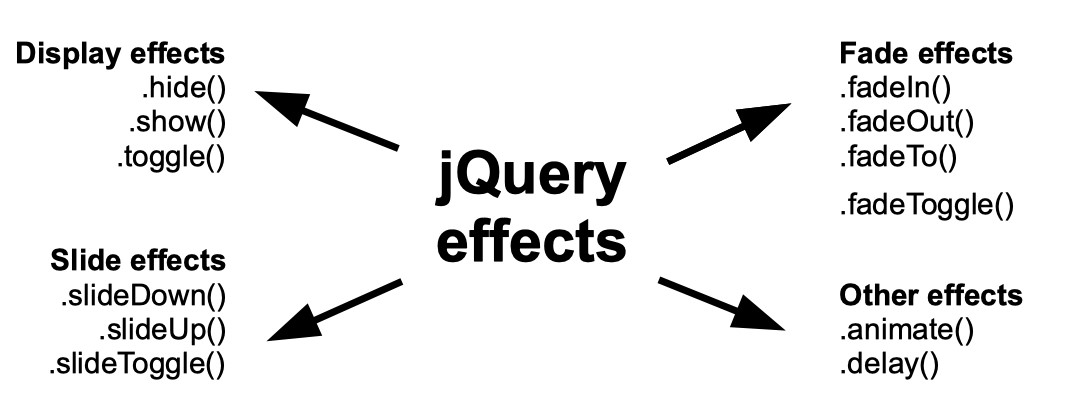 Display effects
.hide()
.show()
.toggle()
jQuery
effects
Fade effects
.fadeIn()
.fadeOut()
.fadeTo()
.fadeToggle()
Slide effects
.slideDown()
.slideUp()
.slideToggle()
Other effects
.animate()
.delay()